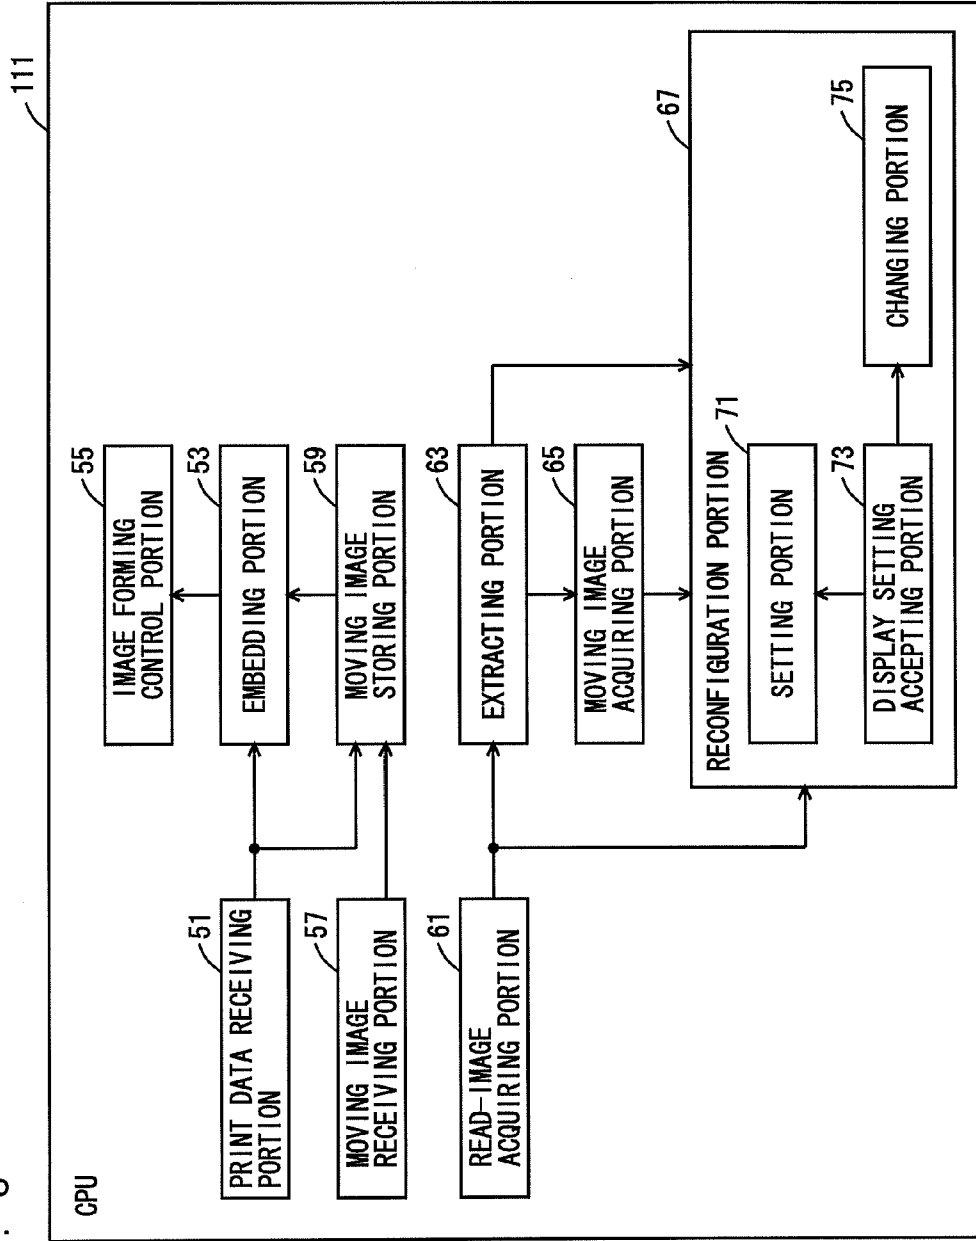 111
CPU
55
IMAGE FORMING
CONTROL PORTION
51
PRINT DATA RECEIVING
PORTION
53
EMBEDDING PORTION
57
MOVING IMAGE
RECEIVING PORTION
59
MOVING IMAGE
STORING PORTION
61
READ-IMAGE
ACQUIRING PORTION
63
EXTRACTING PORTION
65
MOVING IMAGE
ACQUIRING PORTION
67
RECONFIGURATION PORTION
71
SETTING PORTION
73
DISPLAY SETTING
ACCEPTING PORTION
75
CHANGING PORTION